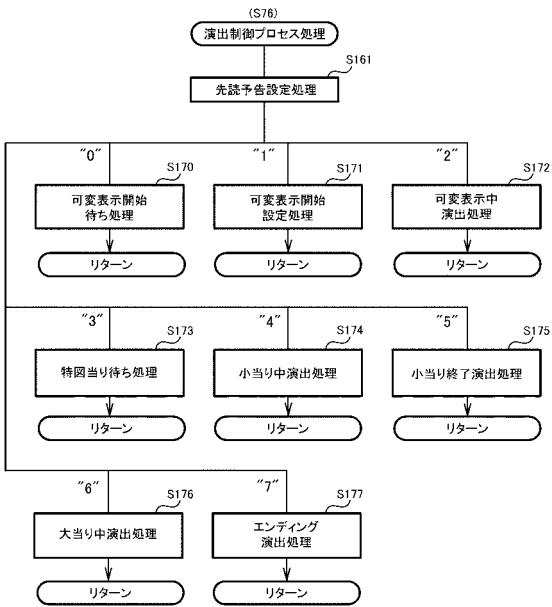 (S76)
演出制御プロセス処理
S161
先読予告設定処理
"0"
"1"
"2"
S170
S171
S172
可変表示開始
待ち処理
可変表示開始
設定処理
可変表示中
演出処理
リターン
リターン
リターン
"3"
"4"
"5"
S173
S174
S175
特図当り待ち処理
小当り中演出処理
小当り終了演出処理
リターン
リターン
リターン
"6"
"7"
S176
S177
大当り中演出処理
エンディング
演出処理
リターン
リターン